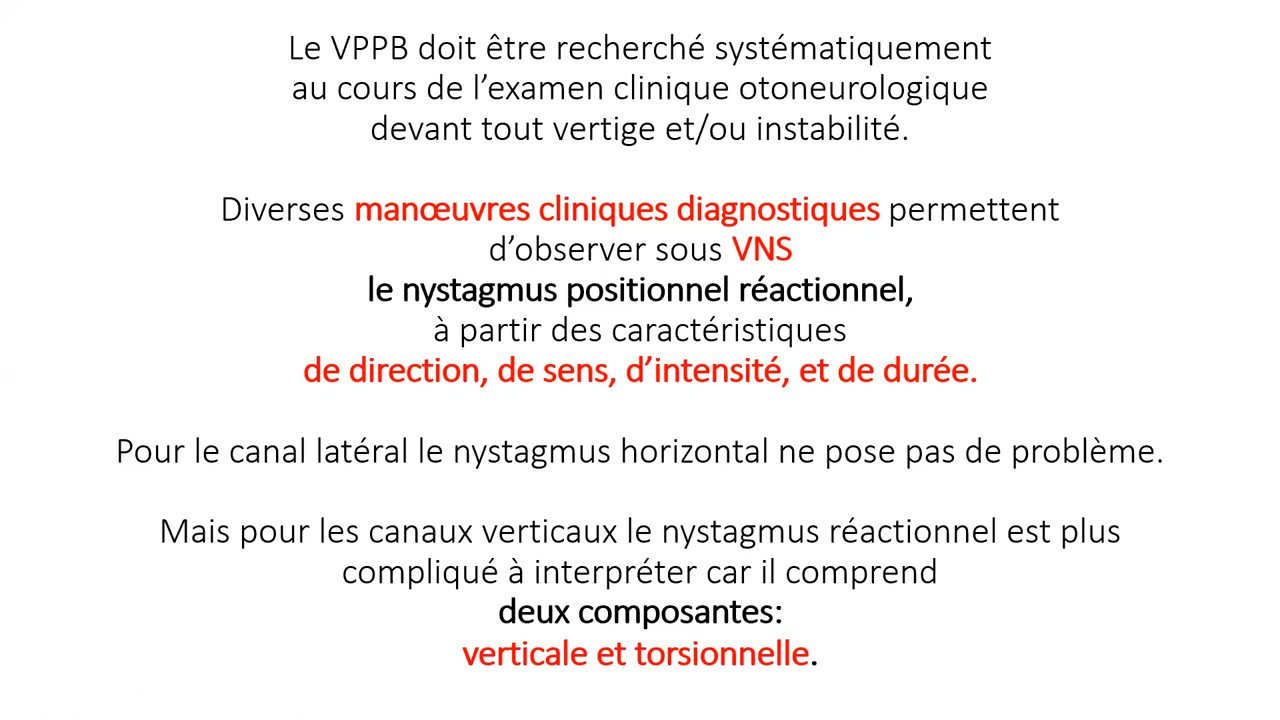 Le VPPB doit être recherché systématiquement
au cours de l’examen clinique otoneurologique
devant tout vertige et/ou instabilité.
Diverses manœuvres cliniques diagnostiques permettent
d’observer sous VNS
le nystagmus positionnel réactionnel,
à partir des caractéristiques
de direction, de sens, d’intensité, et de durée.
Pour le canal latéral le nystagmus horizontal ne pose pas de problème.
Mais pour les canaux verticaux le nystagmus réactionnel est plus
compliqué à interpréter car il comprend
deux composantes:
verticale et torsionnelle.